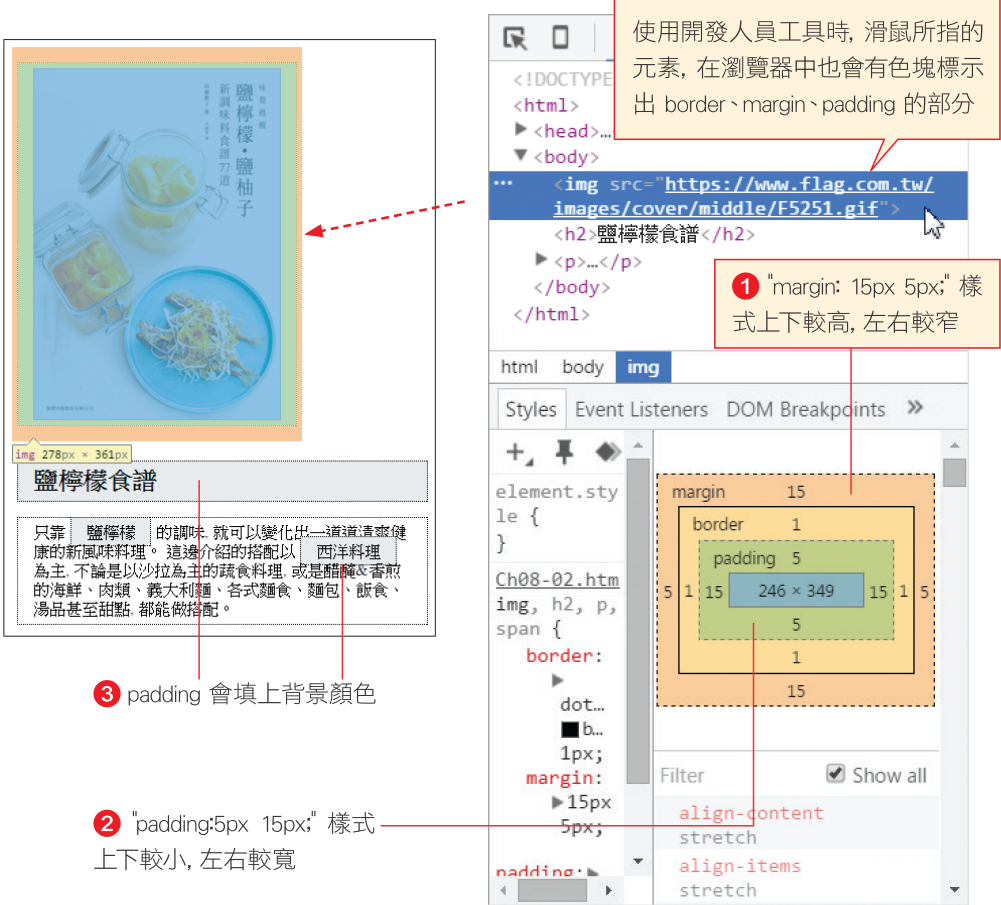 使用開發人員工具時, 滑鼠所指的
元素, 在瀏覽器中也會有色塊標示
出 border、margin、padding 的部分
味發酵蝦
鹽檸檬・鹽柚子
新調味料食譜77道
img 278px × 361px
鹽檸檬食譜
只靠 鹽檸檬 的調味, 就可以變化出一道道清爽健
康的新風味料理。 這邊介紹的搭配以 西洋料理
為主, 不論是以沙拉為主的蔬食料理, 或是醋醃&香煎
的海鮮、肉類、義大利麵、各式麵食、麵包、飯食、
湯品甚至甜點, 都能做搭配。
3 padding 會填上背景顏色
2 "padding:5px 15px;" 樣式
上下較小, 左右較寬
<!DOCTYPE
<html>
▶<head>…
▼<body>
… <img src="https://www.flag.com.tw/
images/cover/middle/F5251.gif">
<h2>鹽檸檬食譜</h2>
▶<p>…</p>
</body>
</html>
1 "margin: 15px 5px;" 樣
式上下較高, 左右較窄
html body img
Styles Event Listeners DOM Breakpoints »
element.sty
le {
}
Ch08-02.htm
img, h2, p,
span {
border:
▶
dot…
b…
1px;
margin:
▶15px
5px;
padding:▶
margin 15
border 1
padding 5
5 1 15 246 × 349 15 1 5
5
1
15
Filter Show all
align-content
stretch
align-items
stretch